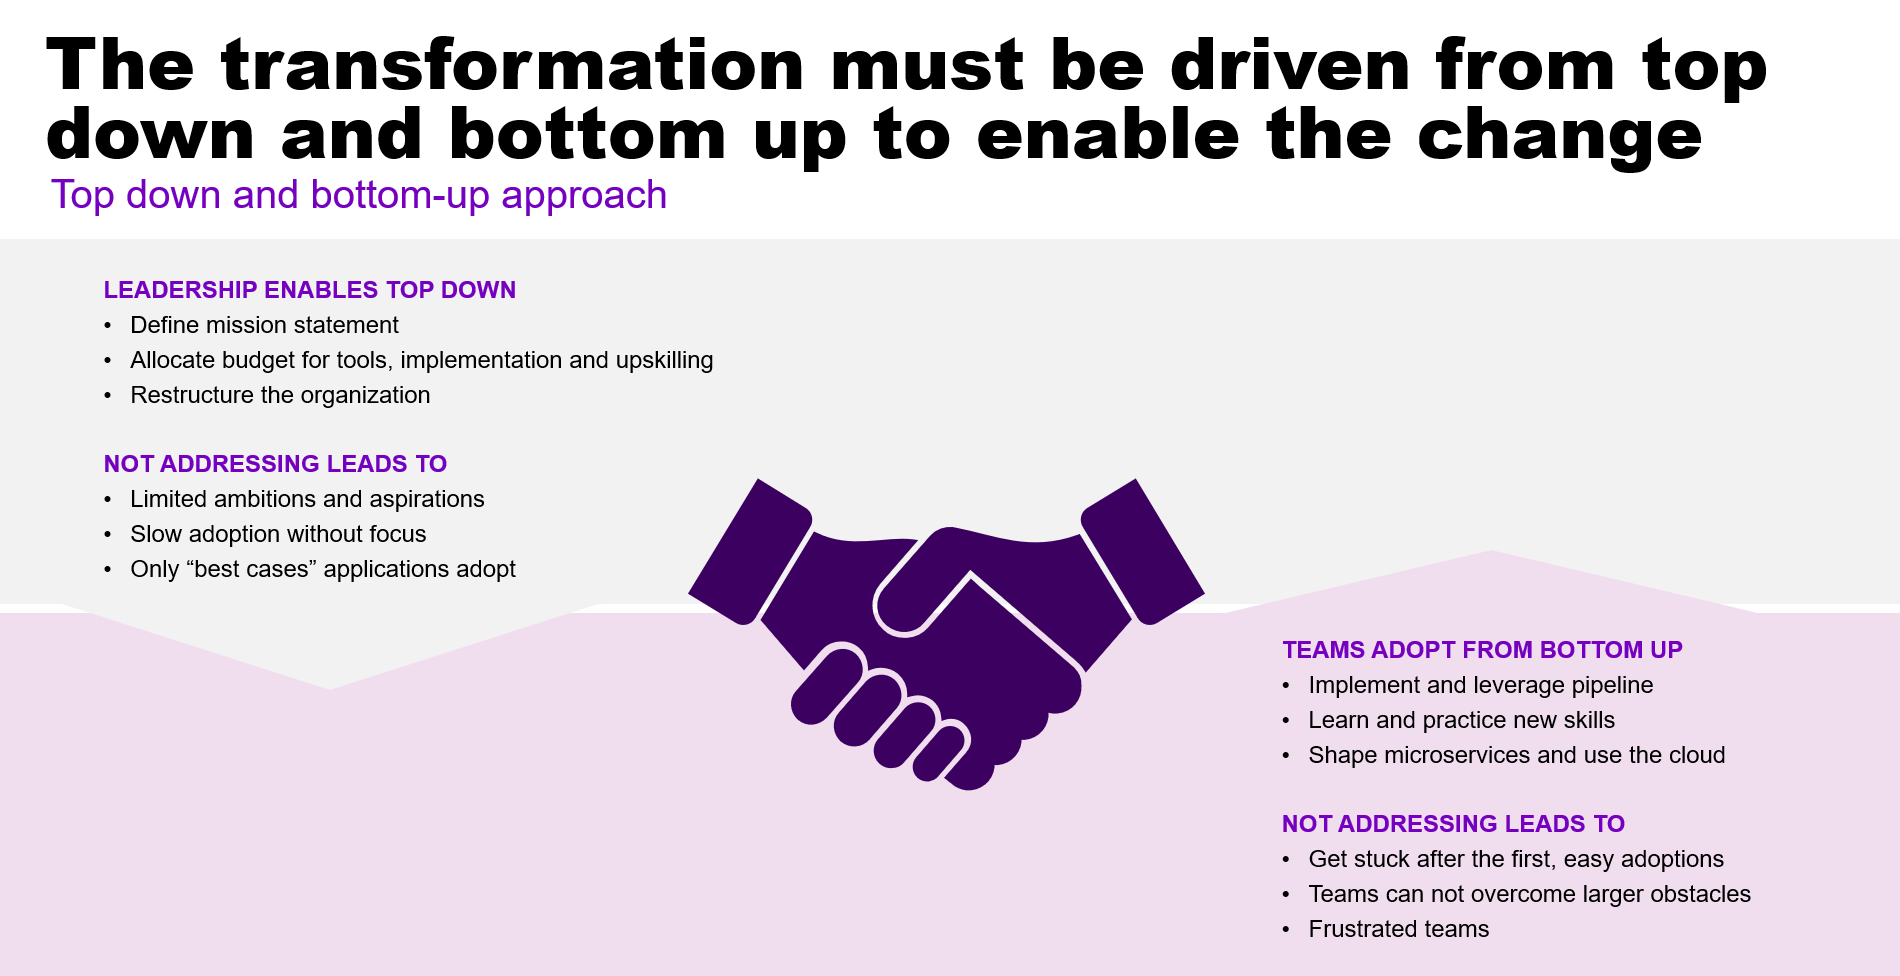 The transformation must be driven from top
down and bottom up to enable the change
Top down and bottom-up approach
LEADERSHIP ENABLES TOP DOWN
• Define mission statement
• Allocate budget for tools, implementation and upskilling
• Restructure the organization
NOT ADDRESSING LEADS TO
• Limited ambitions and aspirations
• Slow adoption without focus
• Only “best cases” applications adopt
TEAMS ADOPT FROM BOTTOM UP
• Implement and leverage pipeline
• Learn and practice new skills
• Shape microservices and use the cloud
NOT ADDRESSING LEADS TO
• Get stuck after the first, easy adoptions
• Teams can not overcome larger obstacles
• Frustrated teams